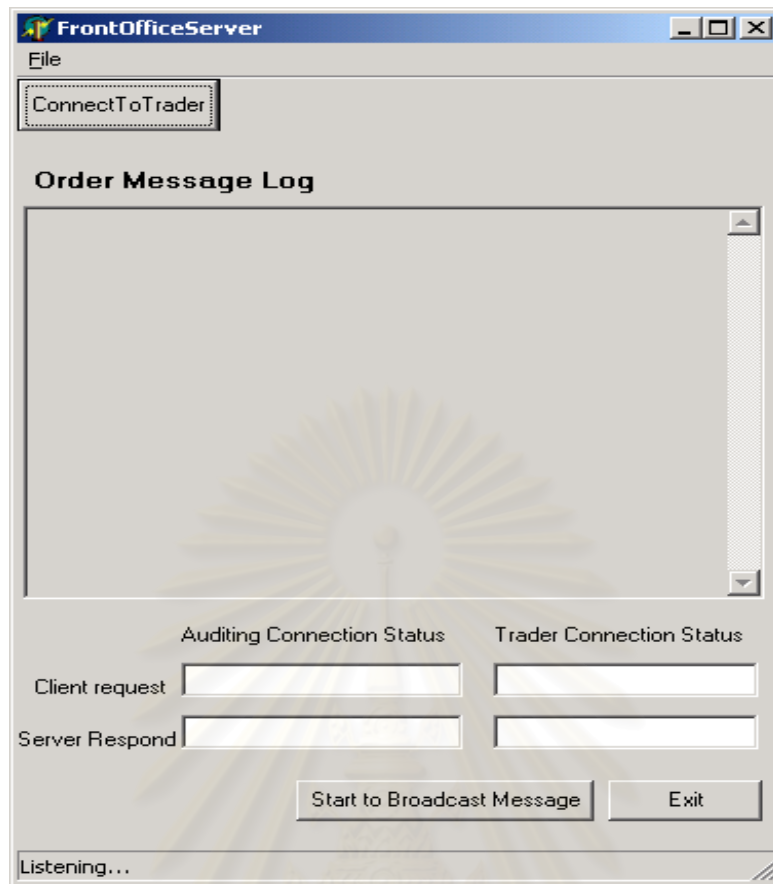 FrontOfficeServer
File
ConnectToTrader
Order Message Log
Auditing Connection Status Trader Connection Status
Client request
Server Respond
Start to Broadcast Message Exit
Listening...